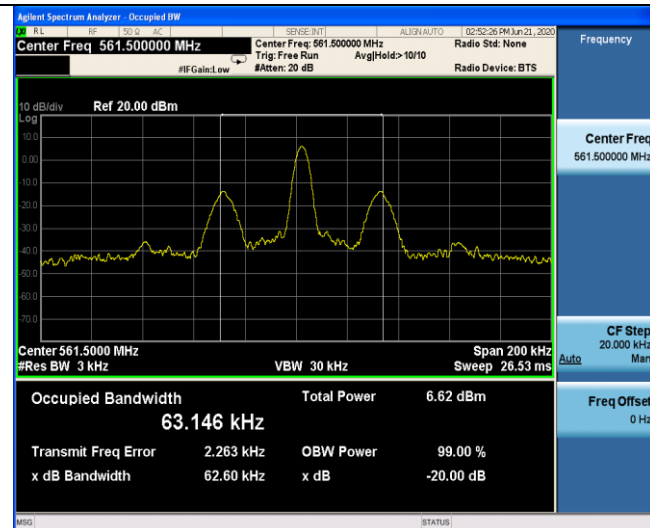 Agilent Spectrum Analyzer - Occupied BW
LXI RL RF 50 Ω AC SENSE:INT ALIGN AUTO 02:52:26 PM Jun 21, 2020
Center Freq 561.500000 MHz
Center Freq: 561.500000 MHz
Radio Std: None
Trig: Free Run Avg|Hold:>10/10
#IFGain:Low #Atten: 20 dB Radio Device: BTS
10 dB/div Ref 20.00 dBm
Log
10.0
0.00
-10.0
-20.0
-30.0
-40.0
-50.0
-60.0
-70.0
Center 561.5000 MHz Span 200 kHz
#Res BW 3 kHz VBW 30 kHz Sweep 26.53 ms
Occupied Bandwidth Total Power 6.62 dBm
63.146 kHz
Transmit Freq Error 2.263 kHz OBW Power 99.00 %
x dB Bandwidth 62.60 kHz x dB -20.00 dB
MSG STATUS
Frequency
Center Freq
561.500000 MHz
CF Step
20.000 kHz
Auto Man
Freq Offset
0 Hz